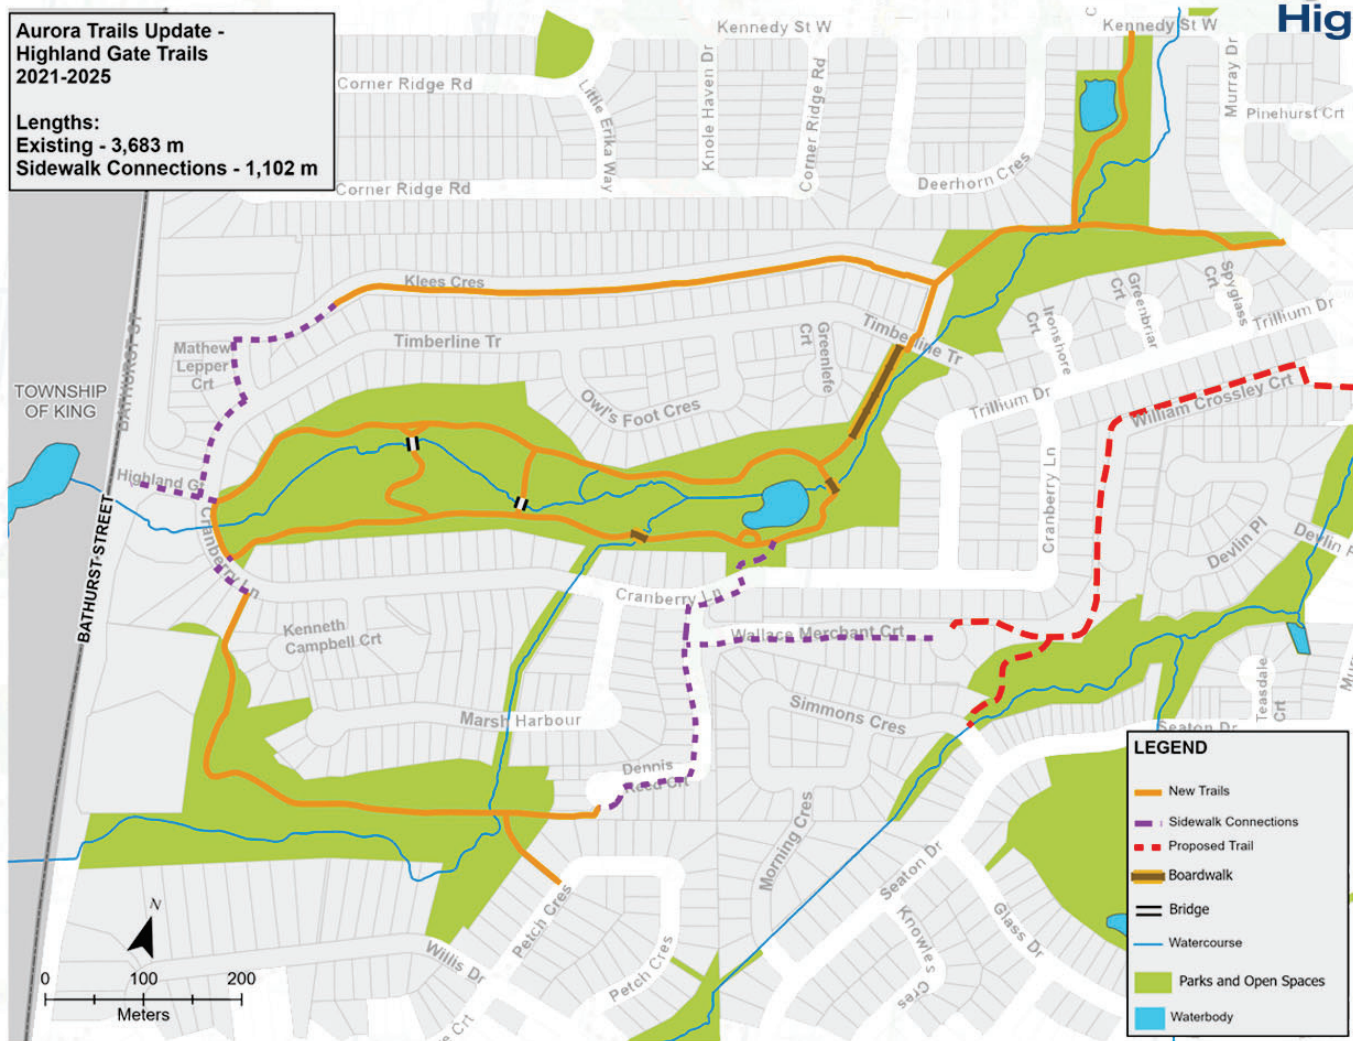 Aurora Trails Update -
Highland Gate Trails
2021-2025
Lengths:
Existing - 3,683 m
Sidewalk Connections - 1,102 m
Hig
Kennedy St W
Kennedy St W
C
Corner Ridge Rd
Little Erika Way
Knole Haven Dr
Corner Ridge Rd
Murray Dr
Pinehurst Crt
Corner Ridge Rd
Deerhorn Cres
Klees Cres
Spyglass
Crt
Greenbriar
Crt
Ironshore
Crt
Trillium Dr
Timberline Tr
Timberline Tr
Greenlefe
Crt
Mathew
Lepper
Crt
BATHURST ST
TOWNSHIP
OF KING
Owl's Foot Cres
Trillium Dr
William Crossley Crt
Highland Gt
Cranberry Ln
Cranberry Ln
BATHURST STREET
Devlin Pl
Devlin
Cranberry Ln
Kenneth
Campbell Crt
Wallace Merchant Crt
Marsh Harbour
Simmons Cres
Teasdale
Crt
Seaton Dr
Dennis
Reed Crt
Morning Cres
Seaton Dr
Knowles
Cres
Glass Dr
Petch Cres
Petch Cres
Willis Dr
e Crt
N
0 100 200
Meters
LEGEND
New Trails
Sidewalk Connections
Proposed Trail
Boardwalk
Bridge
Watercourse
Parks and Open Spaces
Waterbody